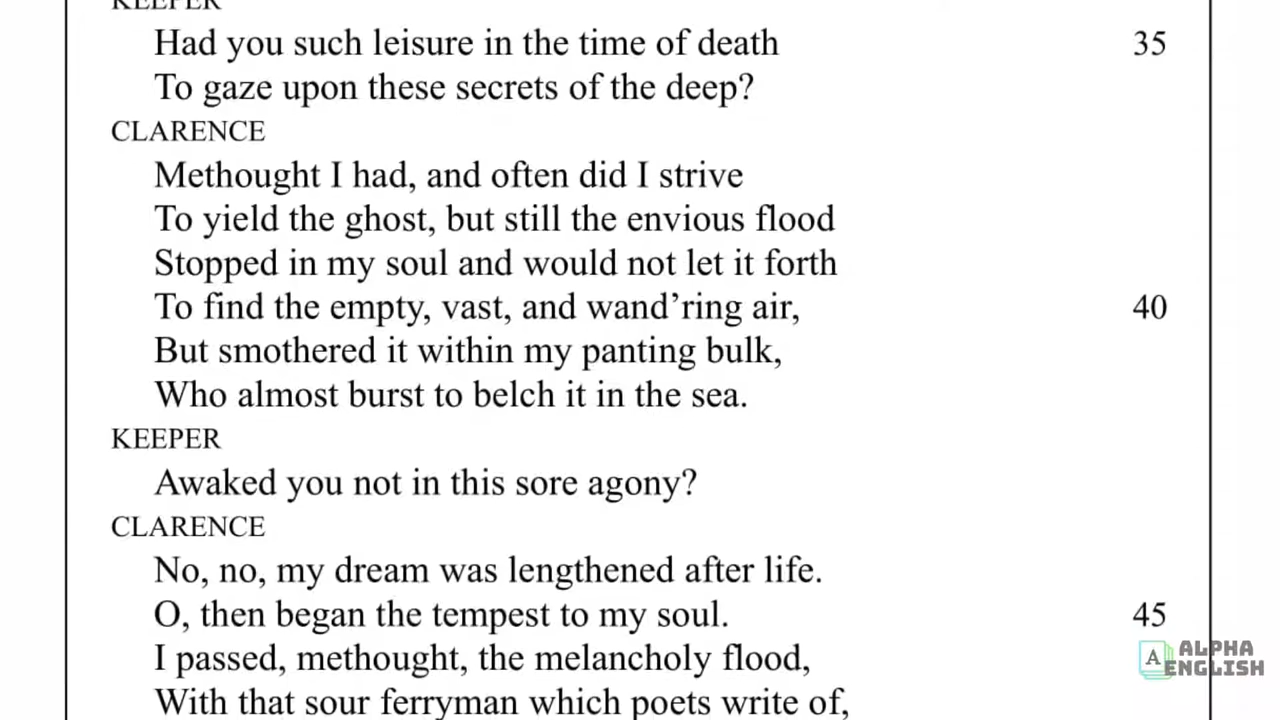 KEEPER
Had you such leisure in the time of death 35
To gaze upon these secrets of the deep?
CLARENCE
Methought I had, and often did I strive
To yield the ghost, but still the envious flood
Stopped in my soul and would not let it forth
To find the empty, vast, and wand’ring air, 40
But smothered it within my panting bulk,
Who almost burst to belch it in the sea.
KEEPER
Awaked you not in this sore agony?
CLARENCE
No, no, my dream was lengthened after life.
O, then began the tempest to my soul. 45
I passed, methought, the melancholy flood,
With that sour ferryman which poets write of,
A ALPHA
ENGLISH